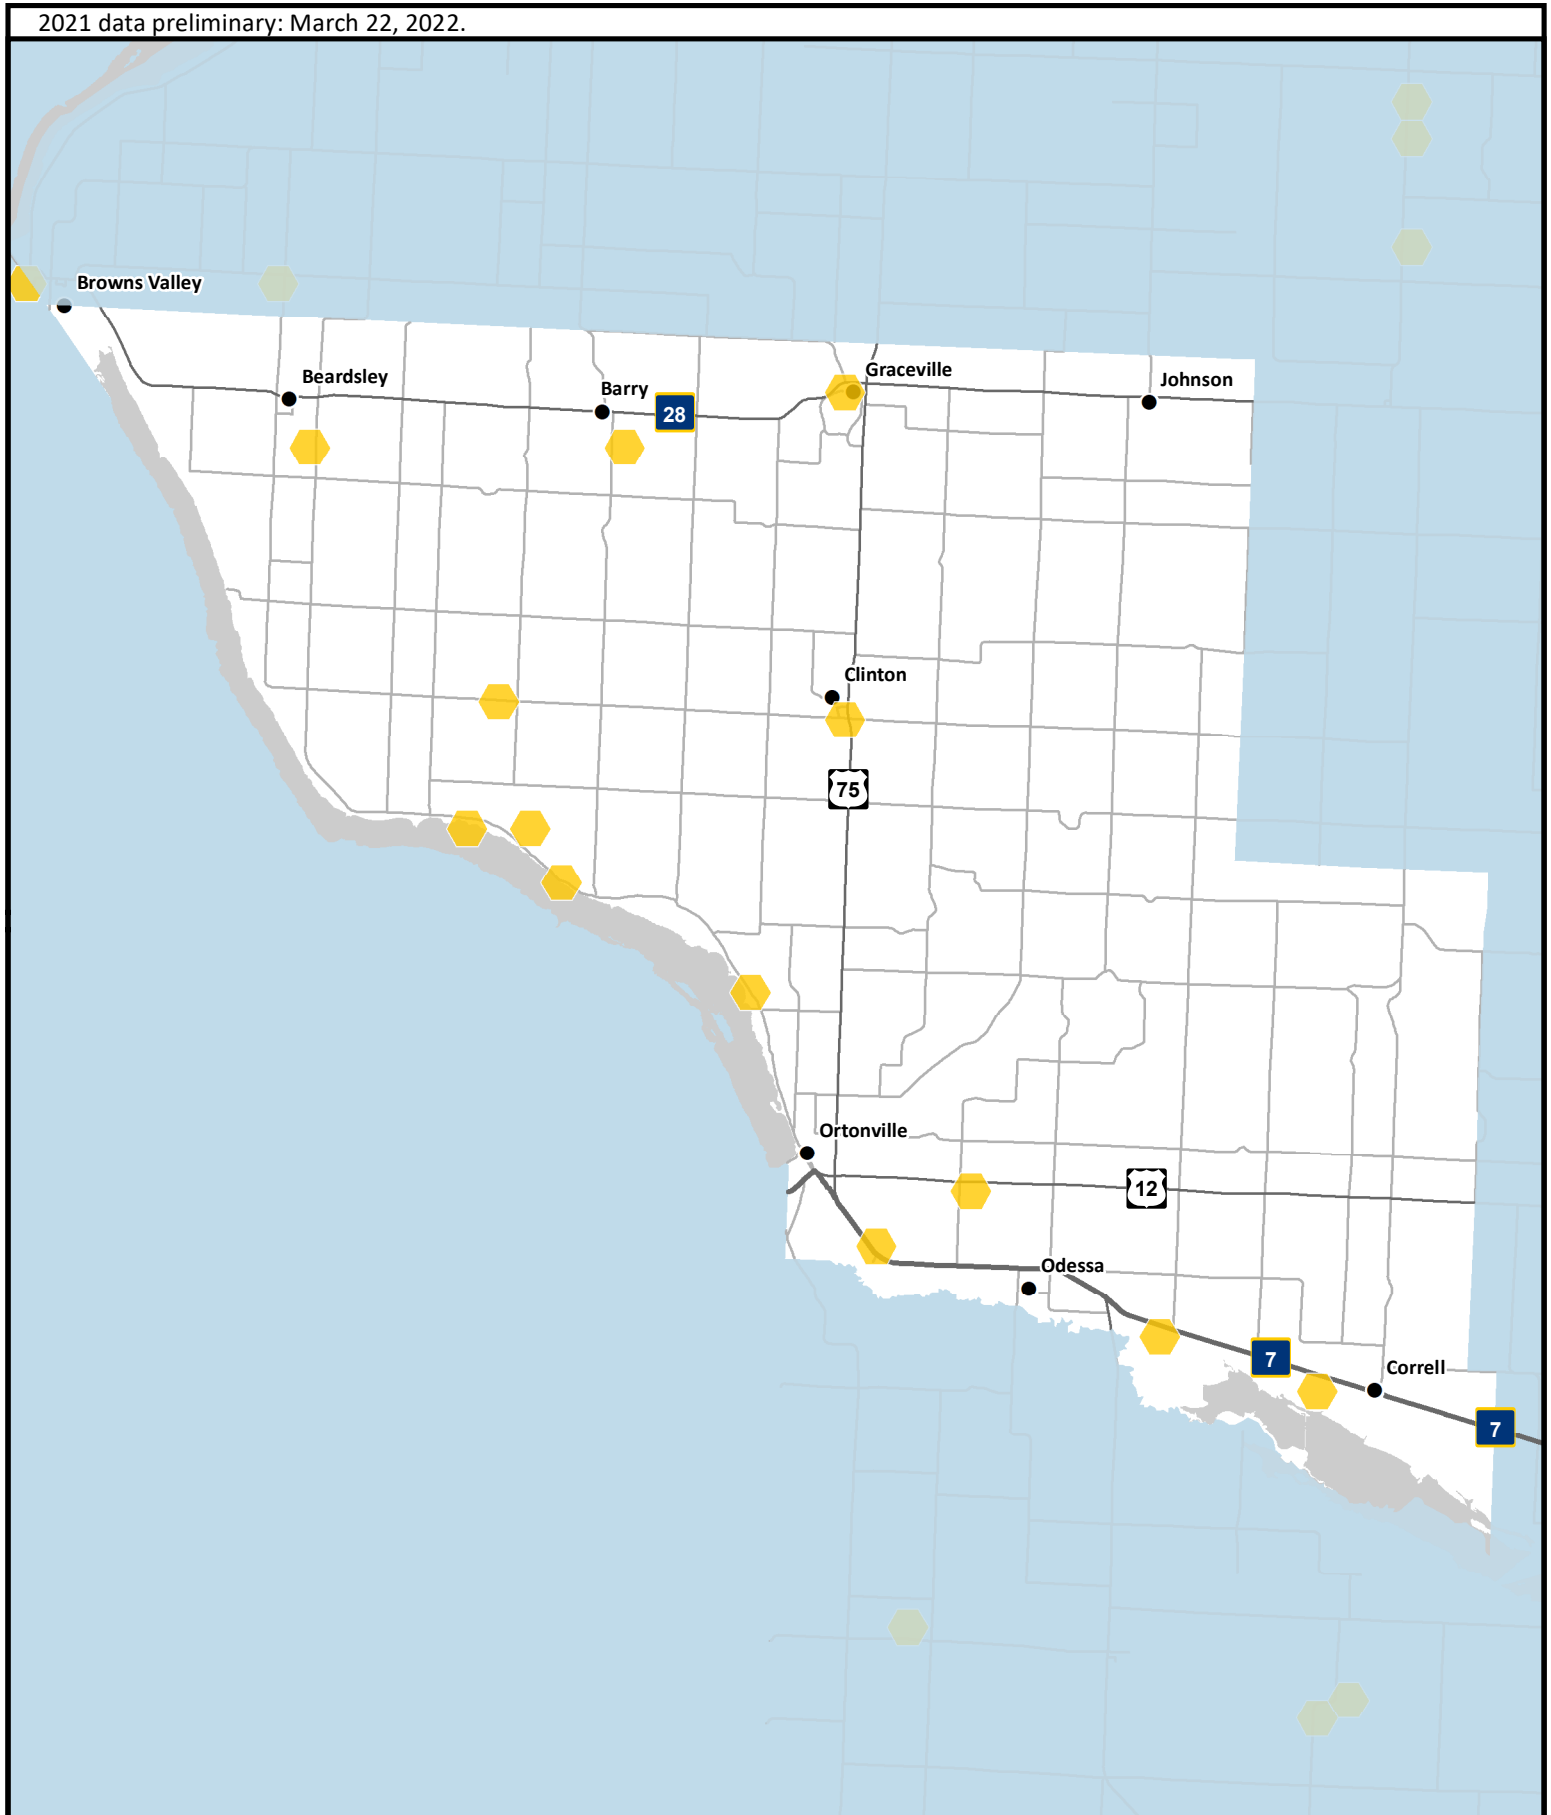 2021 data preliminary: March 22, 2022.
Browns Valley
Graceville
Beardsley
Johnson
Barry
28
Clinton
75
Ortonville
12
Odessa
7
Correll
7